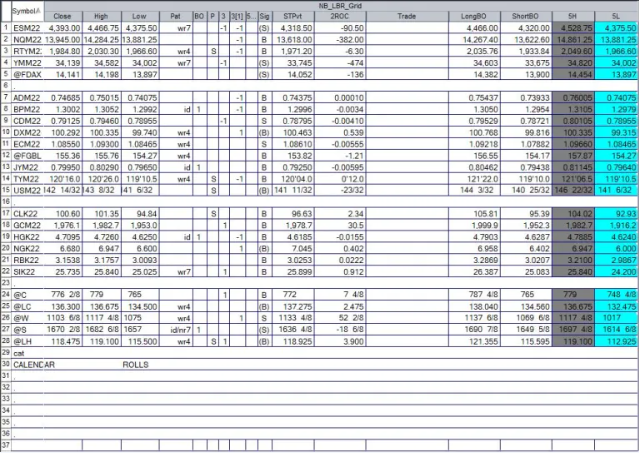 NB_LBR_Grid
Symbol Close High Low Pat BO P 3 3[1] 5... Sig STPvt 2ROC Trade LongBO ShortBO 5H 5L
1 ESM22 4,393.00 4,466.75 4,375.50 wr7 -1 -1 (S) 4,318.50 -90.50 4,466.00 4,320.00 4,528.75 4,375.50
2 NQM22 13,945.00 14,284.25 13,881.25 -1 B 13,618.00 -382.00 14,267.40 13,622.60 14,861.25 13,881.25
3 RTYM2. 1,984.80 2,030.30 1,966.60 wr4 S -1 B 1,971.20 -6.30 2,035.76 1,933.84 2,049.60 1,966.60
4 YMM22 34,139 34,582 34,002 wr7 -1 (S) 33,745 -474 34,603 33,675 34,820 34,002
5 @FDAX 14,141 14,198 13,897 (S) 14,052 -136 14,382 13,900 14,454 13,897
6
7 ADM22 0.74685 0.75015 0.74075 -1 B 0.74375 0.00010 0.75437 0.73933 0.76005 0.74075
8 BPM22 1.3002 1.3052 1.2992 id 1 -1 B 1.2996 -0.0034 1.3050 1.2954 1.3105 1.2979
9 CDM22 0.79125 0.79460 0.78955 -1 (S) 0.78795 -0.00410 0.79529 0.78721 0.80105 0.78955
10 DXM22 100.292 100.335 99.740 wr4 1 (B) 100.463 0.539 100.768 99.816 100.335 99.315
11 ECM22 1.08550 1.09300 1.08465 wr4 S 1.08610 -0.00555 1.09218 1.07882 1.09660 1.08465
12 @FGBL 155.36 155.76 154.27 wr4 B 153.82 -1.21 156.55 154.17 157.87 154.27
13 JYM22 0.79950 0.80290 0.79650 id 1 B 0.79250 -0.00595 0.80462 0.79438 0.81145 0.79640
14 TYM22 120'16.0 120'26.0 119'10.5 wr4 P -1 B 120'04.0 0'12.0 121'22.0 119'10.0 121'06.5 119'10.5
15 USM22 142 14/32 143 8/32 141 6/32 S (B) 141 11/32 -23/32 144 3/32 140 25/32 146 22/32 141 6/32
16
17 CLK22 100.60 101.35 94.84 S B 96.63 2.34 105.81 95.39 104.02 92.93
18 GCM22 1,976.1 1,982.7 1,953.0 1 B 1,978.7 30.5 1,999.9 1,952.3 1,982.7 1,916.2
19 HGK22 4.7095 4.7260 4.6250 id 1 -1 B 4.6185 -0.0155 4.7903 4.6287 4.7885 4.6240
20 NGK22 6.680 6.947 6.600 wr4 1 (B) 7.045 0.402 6.958 6.402 6.947 6.000
21 RBK22 3.1538 3.1757 3.0093 B 3.0253 0.0222 3.2869 3.0207 3.2100 2.9867
22 SIK22 25.735 25.840 25.025 wr7 1 B 25.899 0.912 26.387 25.083 25.840 24.200
23
24 @C 776 2/8 779 765 1 B 772 7 4/8 787 4/8 765 779 748 4/8
25 @LC 136.300 136.675 134.500 wr4 B 137.275 2.475 138.040 134.560 136.675 132.475
26 @W 1103 6/8 1117 4/8 1075 wr4 1 S 1133 4/8 52 2/8 1137 6/8 1069 6/8 1117 4/8 1017
27 @S 1670 2/8 1682 6/8 1657 id/nr7 1 (S) 1636 4/8 -18 6/8 1690 7/8 1649 5/8 1697 4/8 1614 6/8
28 @LH 118.475 119.100 115.500 wr4 S 1 (B) 118.925 3.900 121.355 115.595 119.100 112.925
29 cat
30 CALENDAR ROLLS
31
32
33
34
35
36
37